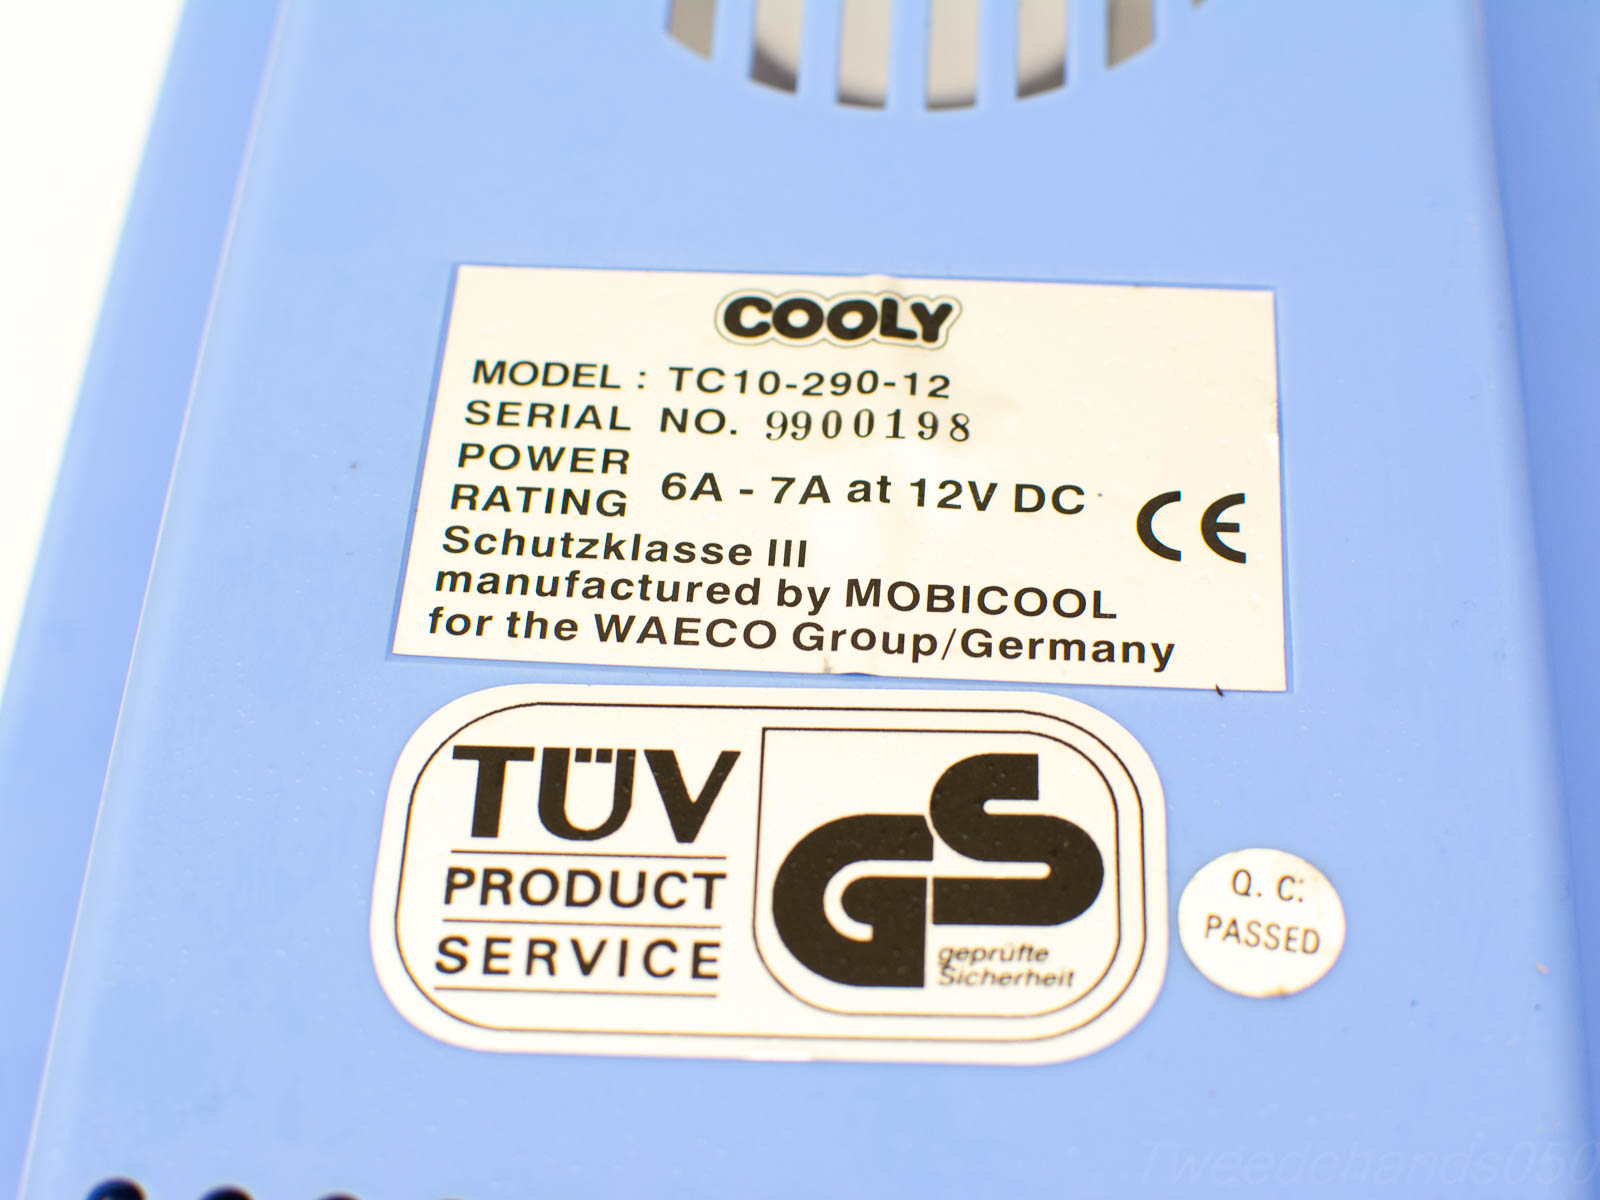 COOLY
MODEL : TC10-290-12
SERIAL NO. 9900198
POWER RATING 6A - 7A at 12V DC
CE
Schutzklasse III
manufactured by MOBICOOL
for the WAECO Group/Germany
TÜV
PRODUCT
SERVICE
GS
geprüfte
Sicherheit
Q. C.
PASSED
Tweedehands050